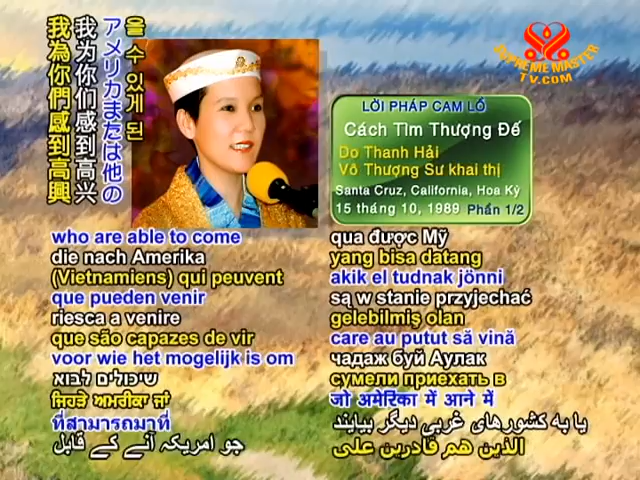 을 수 있게 된
アメリカまたは他の
我为你们感到高兴
我為你們感到高興
SUPREME MASTER
TV.COM
LỜI PHÁP CAM LỒ
Cách Tìm Thượng Đế
Do Thanh Hải
Vô Thượng Sư khai thị
Santa Cruz, California, Hoa Kỳ
15 tháng 10, 1989 Phần 1/2
who are able to come
die nach Amerika
(Vietnamiens) qui peuvent
que pueden venir
riesca a venire
que são capazes de vir
voor wie het mogelijk is om
שיכולים לבוא
ਜਿਹੜੇ ਅਮਰੀਕਾ ਜਾਂ
ที่สามารถมาที่
جو امریکہ آنے کے قابل
qua được Mỹ
yang bisa datang
akik el tudnak jönni
są w stanie przyjechać
gelebilmiş olan
care au putut să vină
чадаж буй Аулак
сумели приехать в
जो अमेरिका में आने में
یا به کشورهای غربی دیگر بیایند
الذين هم قادرين على